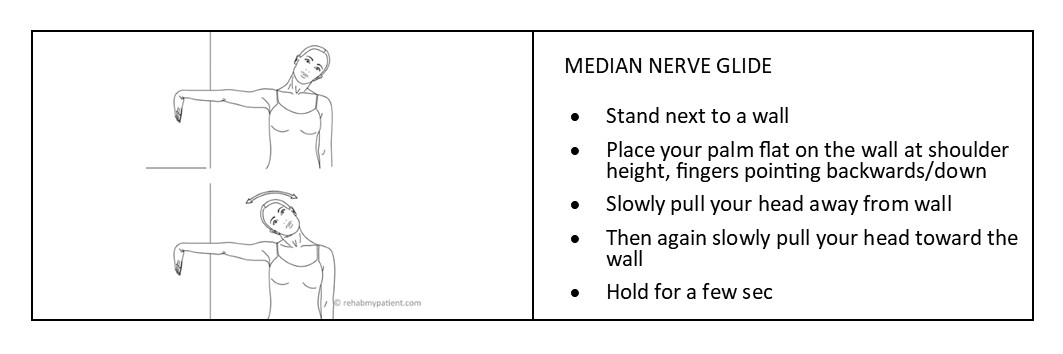 MEDIAN NERVE GLIDE
• Stand next to a wall
• Place your palm flat on the wall at shoulder
height, fingers pointing backwards/down
• Slowly pull your head away from wall
• Then again slowly pull your head toward the
wall
• Hold for a few sec
© rehabmypatient.com